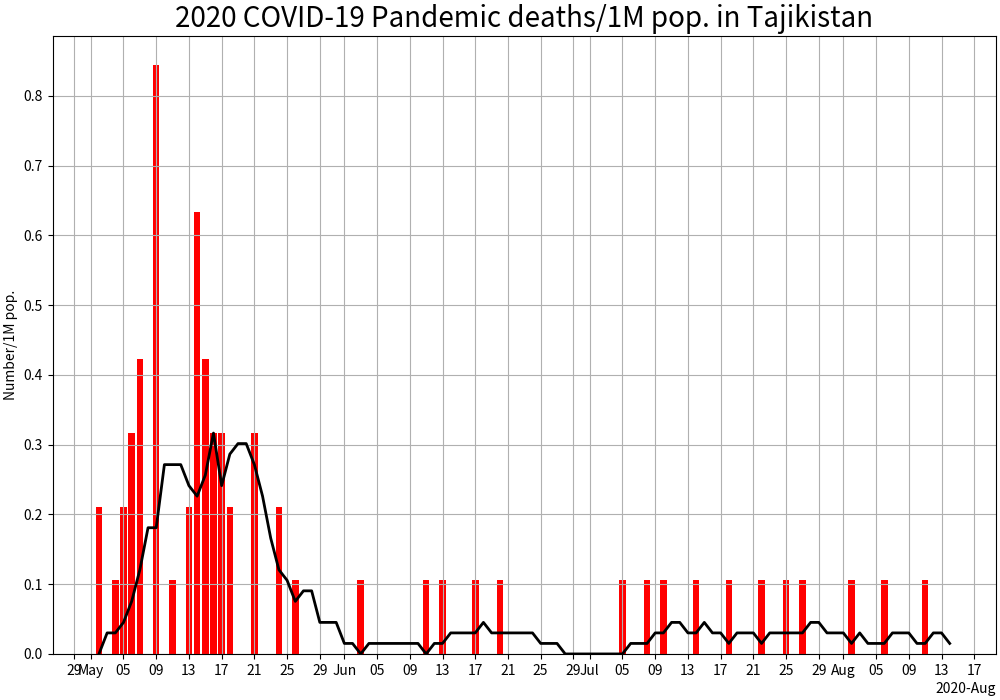 2020 COVID-19 Pandemic deaths/1M pop. in Tajikistan
Number/1M pop.
0.8
0.7
0.6
0.5
0.4
0.3
0.2
0.1
0.0
29 May 05 09 13 17 21 25 29 Jun 05 09 13 17 21 25 29 Jul 05 09 13 17 21 25 29 Aug 05 09 13 17
2020-Aug